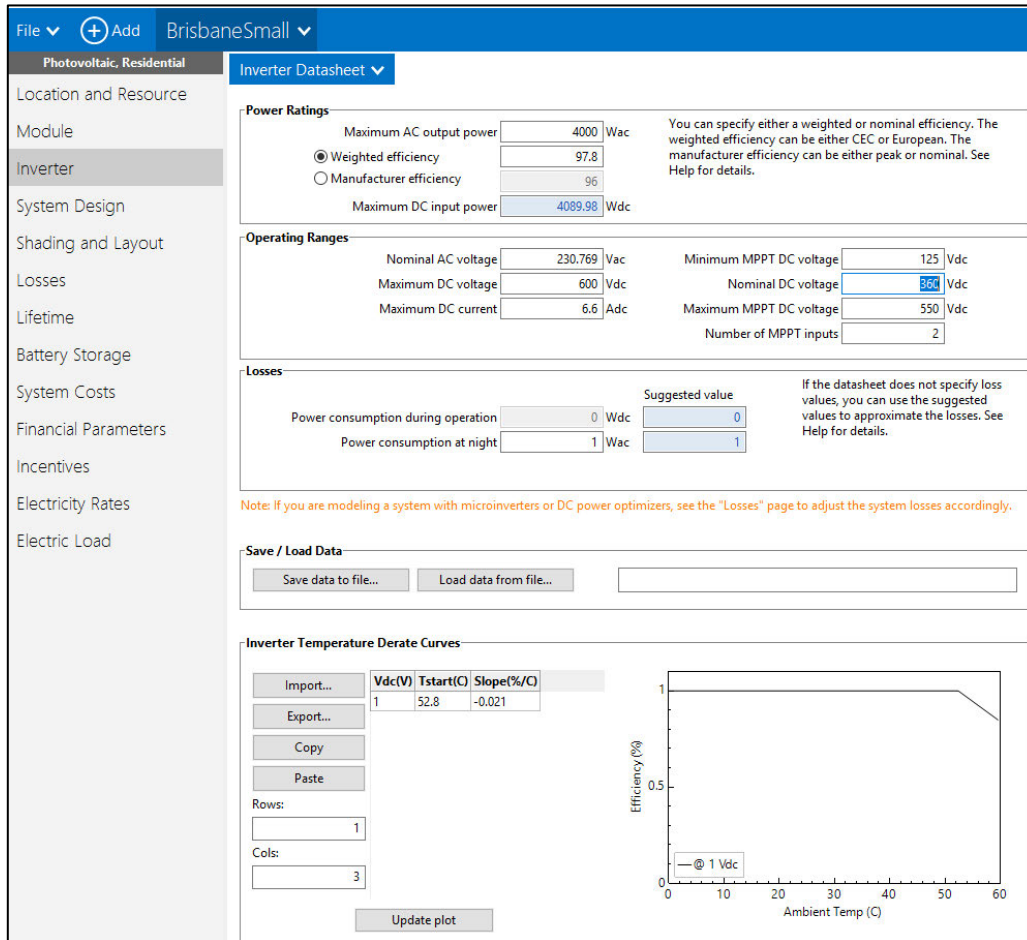 File Add BrisbaneSmall
Photovoltaic, Residential
Location and Resource
Module
Inverter
System Design
Shading and Layout
Losses
Lifetime
Battery Storage
System Costs
Financial Parameters
Incentives
Electricity Rates
Electric Load
Inverter Datasheet
Power Ratings
Maximum AC output power 4000 Wac
Weighted efficiency 97.8
Manufacturer efficiency 96
Maximum DC input power 4089.98 Wdc
You can specify either a weighted or nominal efficiency. The
weighted efficiency can be either CEC or European. The
manufacturer efficiency can be either peak or nominal. See
Help for details.
Operating Ranges
Nominal AC voltage 230.769 Vac
Maximum DC voltage 600 Vdc
Maximum DC current 6.6 Adc
Minimum MPPT DC voltage 125 Vdc
Nominal DC voltage 360 Vdc
Maximum MPPT DC voltage 550 Vdc
Number of MPPT inputs 2
Losses
Suggested value
Power consumption during operation 0 Wdc 0
Power consumption at night 1 Wac 1
If the datasheet does not specify loss
values, you can use the suggested
values to approximate the losses. See
Help for details.
Note: If you are modeling a system with microinverters or DC power optimizers, see the "Losses" page to adjust the system losses accordingly.
Save / Load Data
Save data to file... Load data from file...
Inverter Temperature Derate Curves
Import...
Export...
Copy
Paste
Rows:
1
Cols:
3
Vdc(V) Tstart(C) Slope(%/C)
1 52.8 -0.021
Update plot
Efficiency (%)
1
0.5
0
@ 1 Vdc
0 10 20 30 40 50 60
Ambient Temp (C)